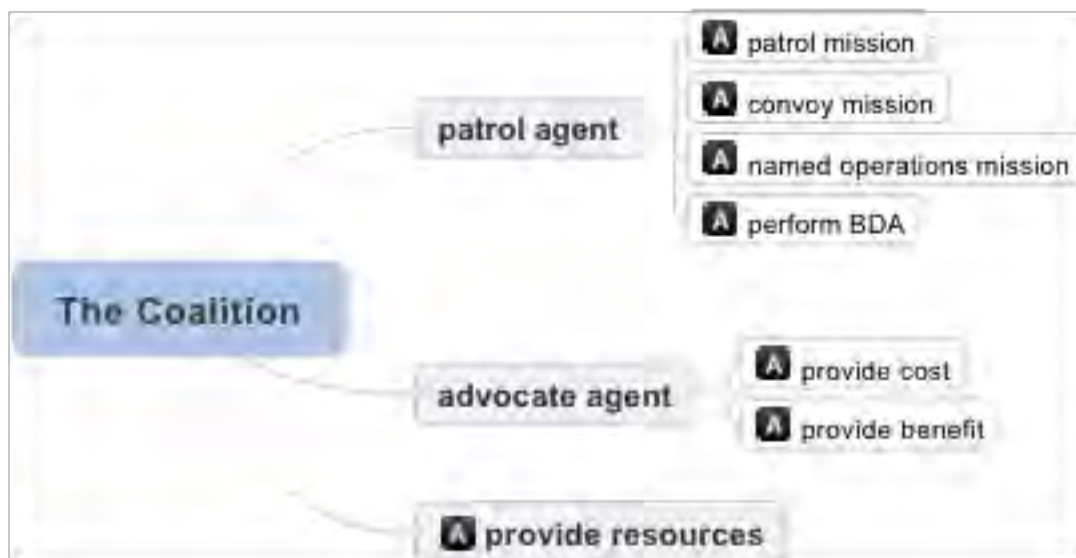 A patrol mission
A convoy mission
patrol agent
A named operations mission
A perform BDA
The Coalition
A provide cost
advocate agent
A provide benefit
A provide resources